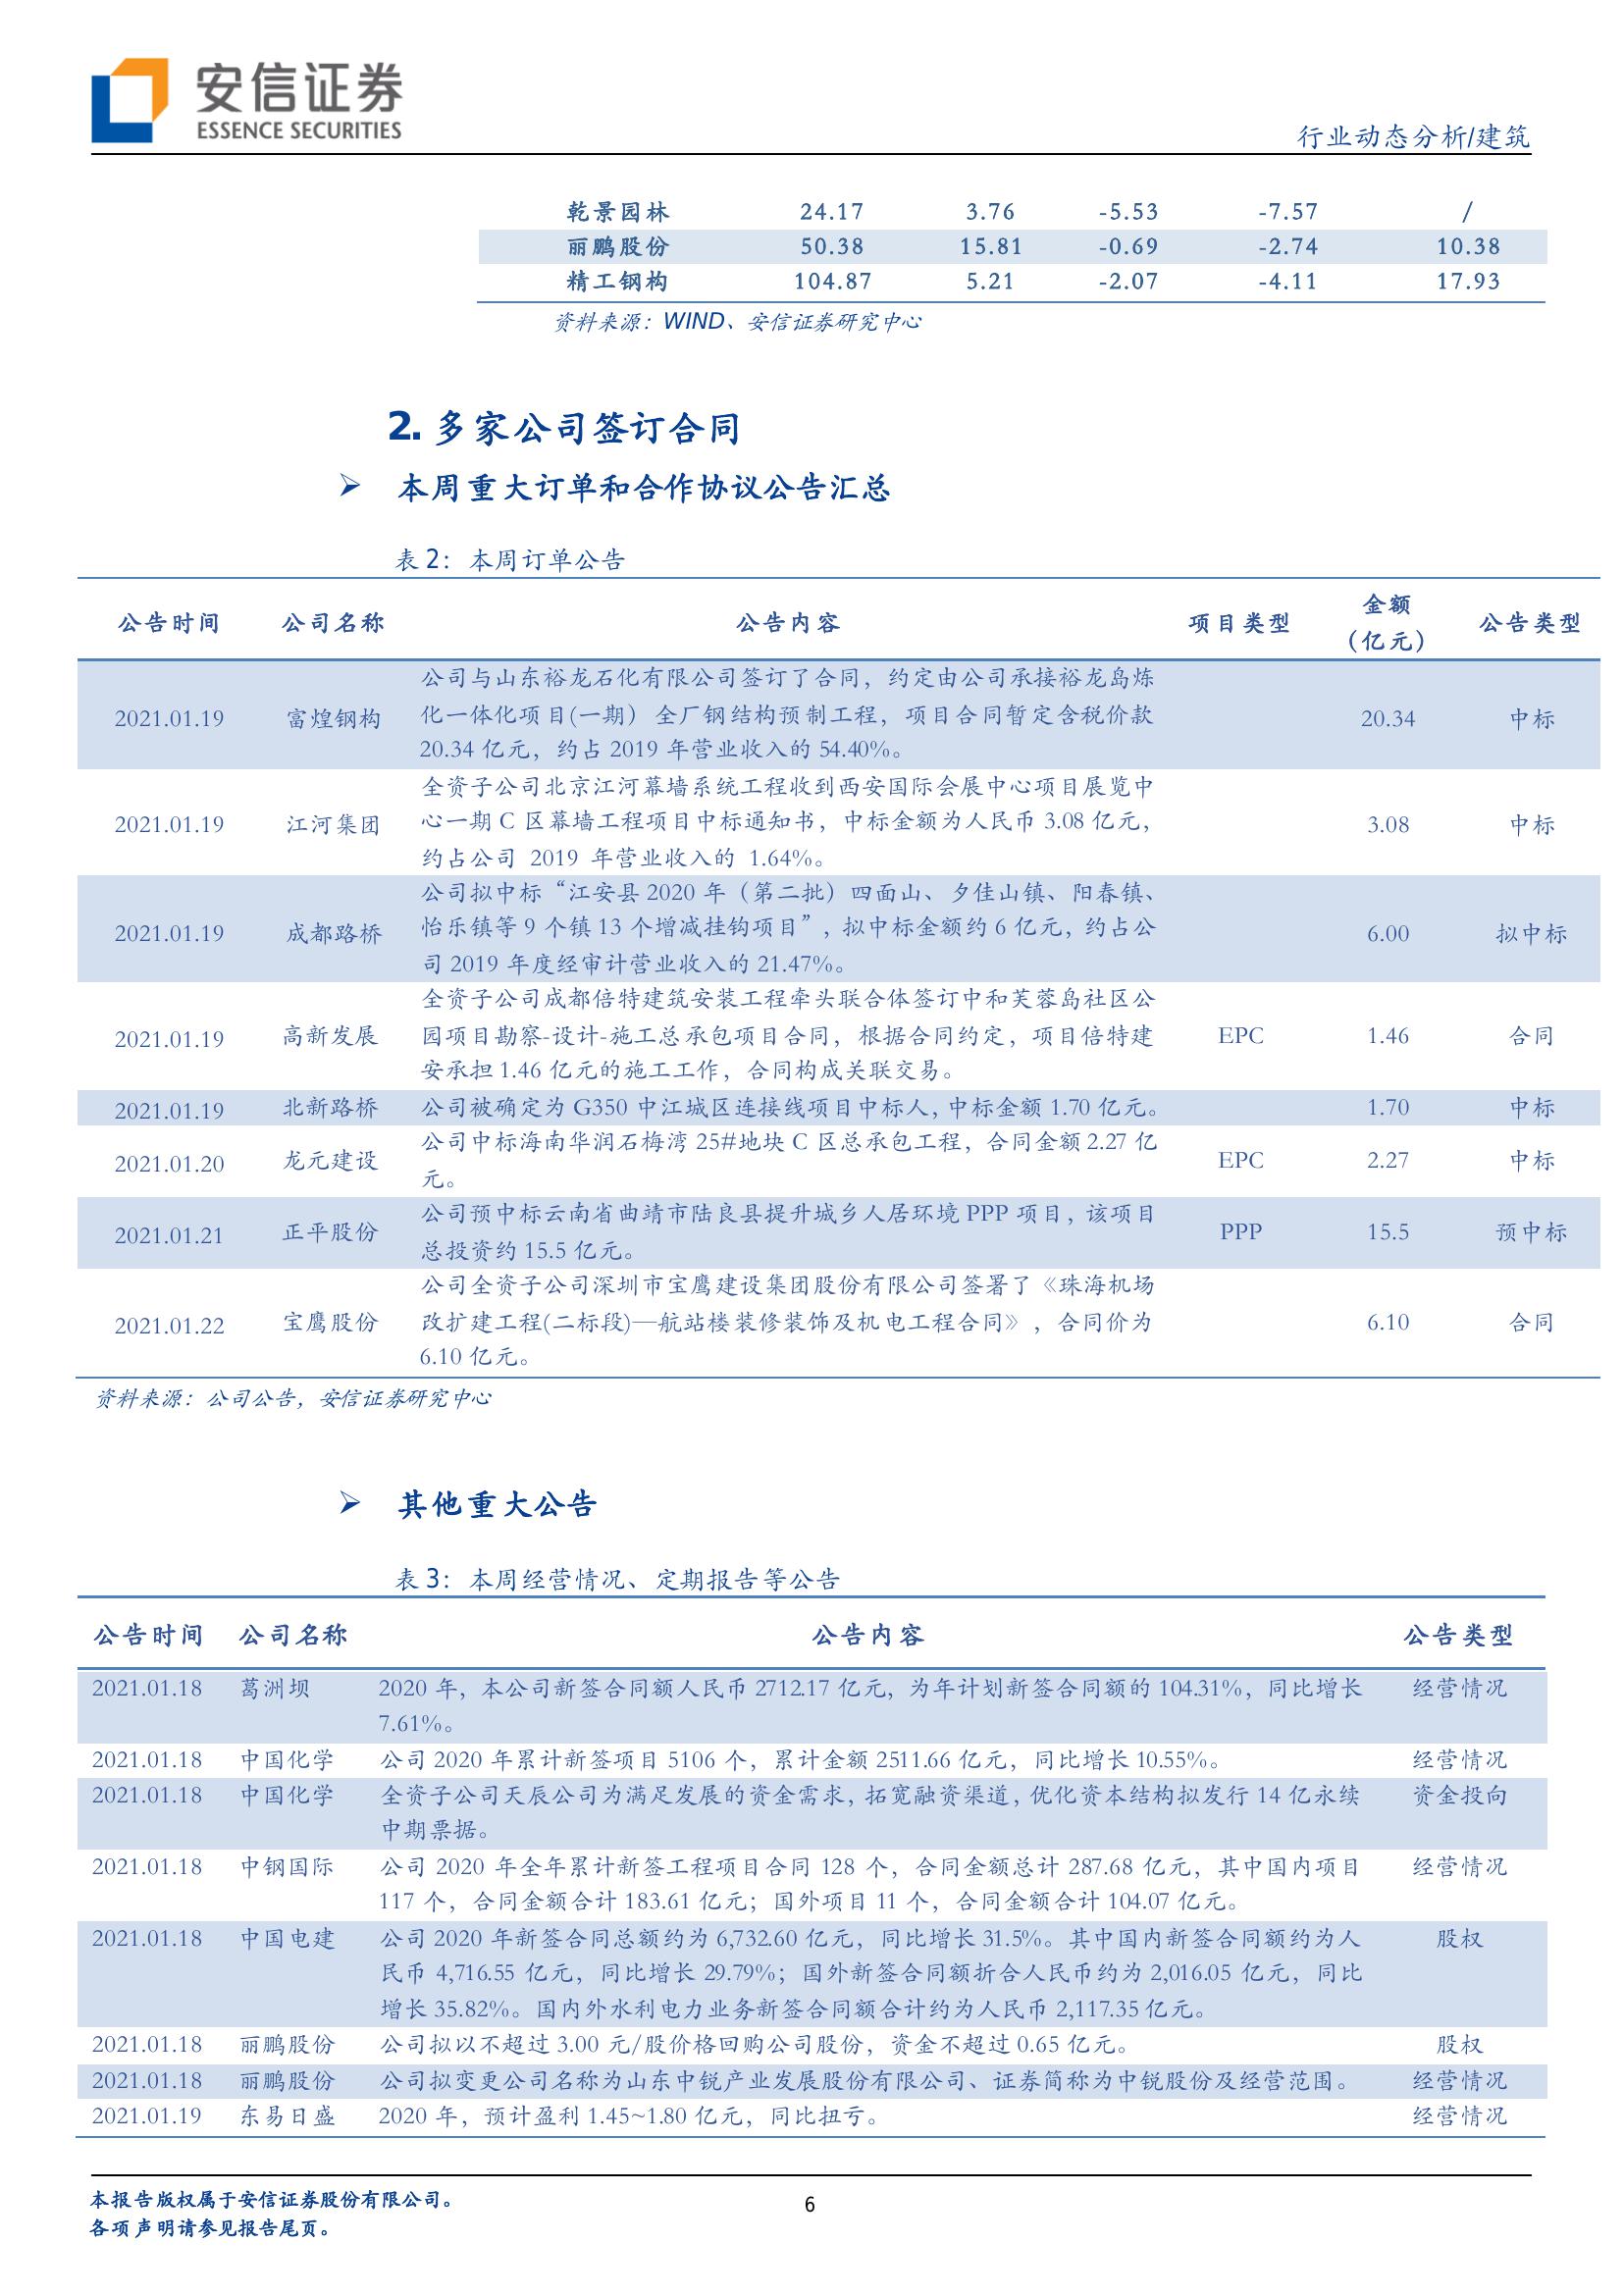 安信证券
ESSENCE SECURITIES
行业动态分析/建筑
乾景园林 24.17 3.76 -5.53 -7.57 /
丽鹏股份 50.38 15.81 -0.69 -2.74 10.38
精工钢构 104.87 5.21 -2.07 -4.11 17.93
资料来源：WIND、安信证券研究中心
2. 多家公司签订合同
本周重大订单和合作协议公告汇总
表 2：本周订单公告
公告时间 公司名称 公告内容 项目类型 金额
（亿元） 公告类型
公司与山东裕龙石化有限公司签订了合同，约定由公司承接裕龙岛炼
2021.01.19 富煌钢构 化一体化项目(一期）全厂钢结构预制工程，项目合同暂定含税价款 20.34 中标
20.34 亿元，约占 2019 年营业收入的 54.40%。
全资子公司北京江河幕墙系统工程收到西安国际会展中心项目展览中
2021.01.19 江河集团 心一期 C 区幕墙工程项目中标通知书，中标金额为人民币 3.08 亿元， 3.08 中标
约占公司 2019 年营业收入的 1.64%。
公司拟中标“江安县 2020 年（第二批）四面山、夕佳山镇、阳春镇、
2021.01.19 成都路桥 怡乐镇等 9 个镇 13 个增减挂钩项目”，拟中标金额约 6 亿元，约占公 6.00 拟中标
司 2019 年度经审计营业收入的 21.47%。
全资子公司成都倍特建筑安装工程牵头联合体签订中和芙蓉岛社区公
2021.01.19 高新发展 园项目勘察-设计-施工总承包项目合同，根据合同约定，项目倍特建 EPC 1.46 合同
安承担 1.46 亿元的施工工作，合同构成关联交易。
2021.01.19 北新路桥 公司被确定为 G350 中江城区连接线项目中标人，中标金额 1.70 亿元。 1.70 中标
公司中标海南华润石梅湾 25#地块 C 区总承包工程，合同金额 2.27 亿
2021.01.20 龙元建设 元。 EPC 2.27 中标
公司预中标云南省曲靖市陆良县提升城乡人居环境 PPP 项目，该项目
2021.01.21 正平股份 总投资约 15.5 亿元。 PPP 15.5 预中标
公司全资子公司深圳市宝鹰建设集团股份有限公司签署了《珠海机场
2021.01.22 宝鹰股份 改扩建工程(二标段)—航站楼装修装饰及机电工程合同》，合同价为 6.10 合同
6.10 亿元。
资料来源：公司公告，安信证券研究中心
其他重大公告
表 3：本周经营情况、定期报告等公告
公告时间 公司名称 公告内容 公告类型
2021.01.18 葛洲坝 2020 年，本公司新签合同额人民币 2712.17 亿元，为年计划新签合同额的 104.31%，同比增长 经营情况
7.61%。
2021.01.18 中国化学 公司 2020 年累计新签项目 5106 个，累计金额 2511.66 亿元，同比增长 10.55%。 经营情况
2021.01.18 中国化学 全资子公司天辰公司为满足发展的资金需求，拓宽融资渠道，优化资本结构拟发行 14 亿永续 资金投向
中期票据。
2021.01.18 中钢国际 公司 2020 年全年累计新签工程项目合同 128 个，合同金额总计 287.68 亿元，其中国内项目 经营情况
117 个，合同金额合计 183.61 亿元；国外项目 11 个，合同金额合计 104.07 亿元。
2021.01.18 中国电建 公司 2020 年新签合同总额约为 6,732.60 亿元，同比增长 31.5%。其中国内新签合同额约为人 股权
民币 4,716.55 亿元，同比增长 29.79%；国外新签合同额折合人民币约为 2,016.05 亿元，同比
增长 35.82%。国内外水利电力业务新签合同额合计约为人民币 2,117.35 亿元。
2021.01.18 丽鹏股份 公司拟以不超过 3.00 元/股价格回购公司股份，资金不超过 0.65 亿元。 股权
2021.01.18 丽鹏股份 公司拟变更公司名称为山东中锐产业发展股份有限公司、证券简称为中锐股份及经营范围。 经营情况
2021.01.19 东易日盛 2020 年，预计盈利 1.45~1.80 亿元，同比扭亏。 经营情况
本报告版权属于安信证券股份有限公司。
各项声明请参见报告尾页。
6